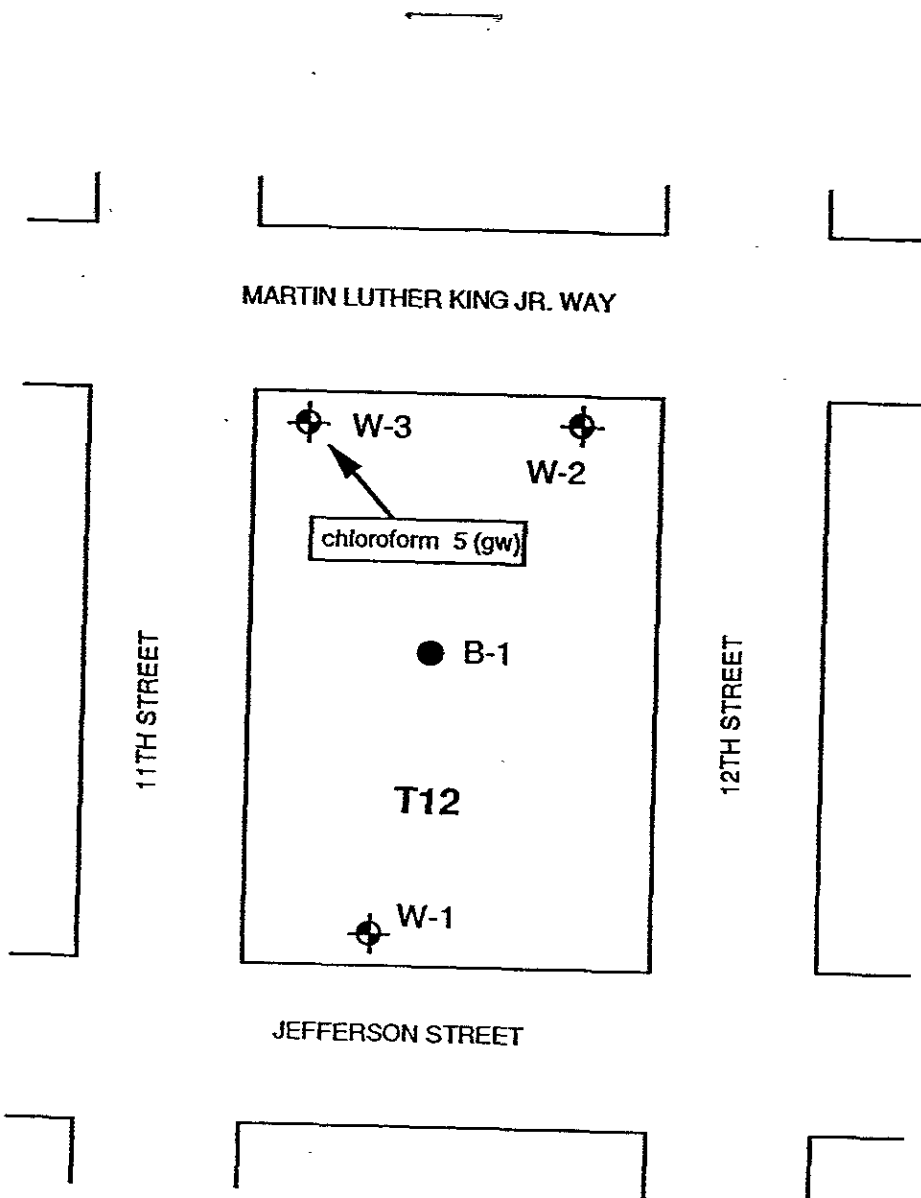 MARTIN LUTHER KING JR. WAY
W-3
W-2
chloroform 5 (gw)
B-1
11TH STREET
12TH STREET
T12
W-1
JEFFERSON STREET